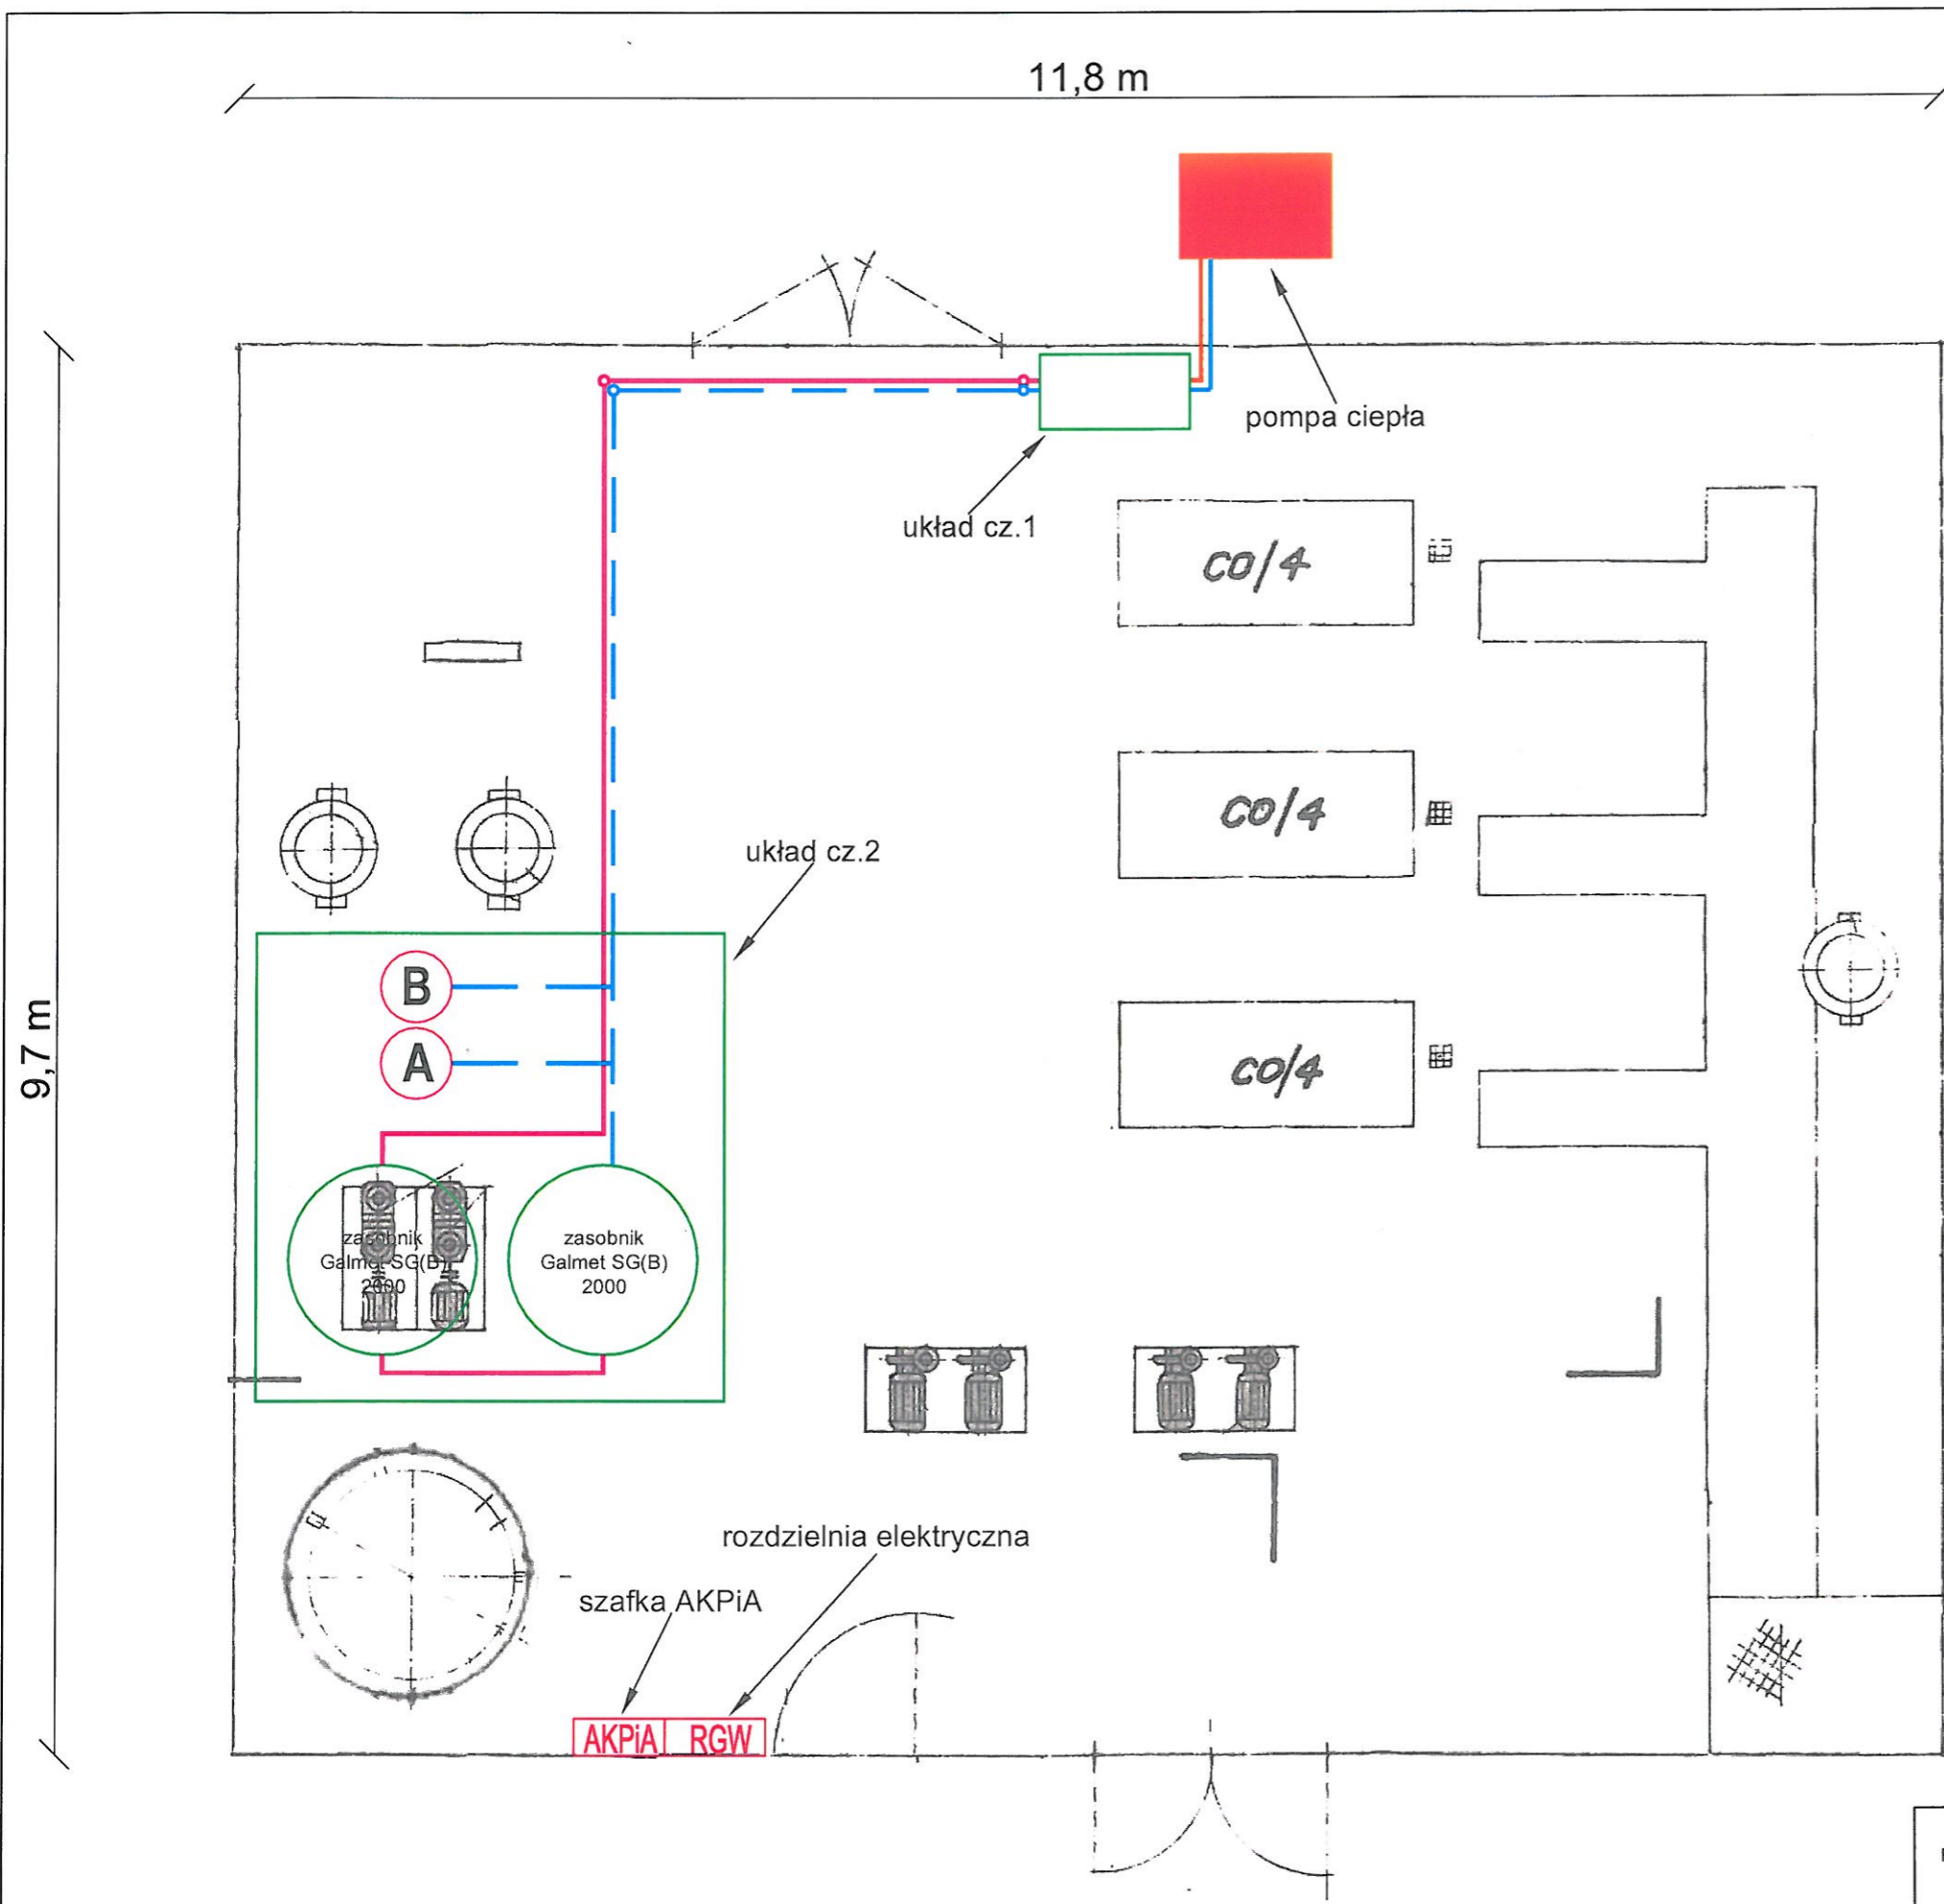 11,8 m
pompa ciepła
układ cz.1
CO/4
CO/4
układ cz.2
B
9,7 m
A
CO/4
zasobnik
Galmet SG(B)
2000
zasobnik
Galmet SG(B)
2000
rozdzielnia elektryczna
szafka AKPiA
AKPiA
RGW